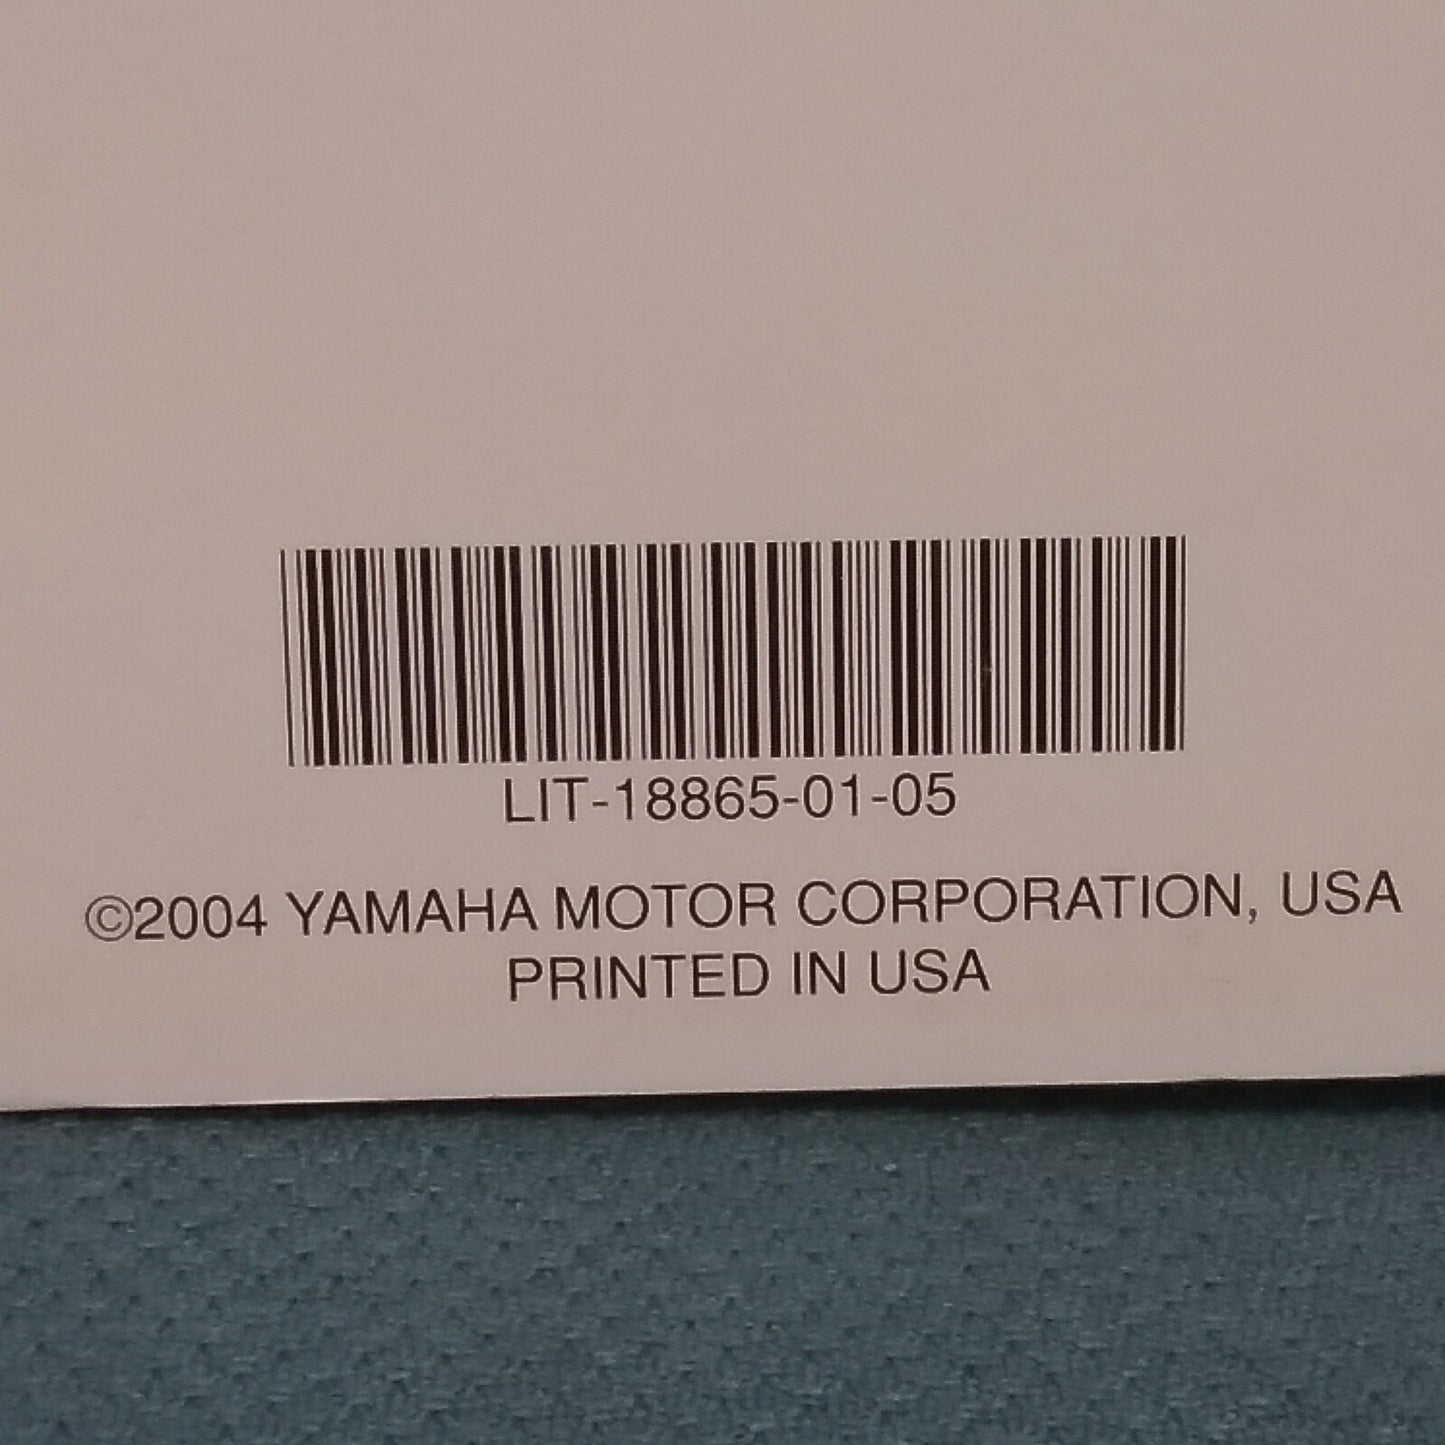 LIT-18865-01-05
©2004 YAMAHA MOTOR CORPORATION, USA
PRINTED IN USA